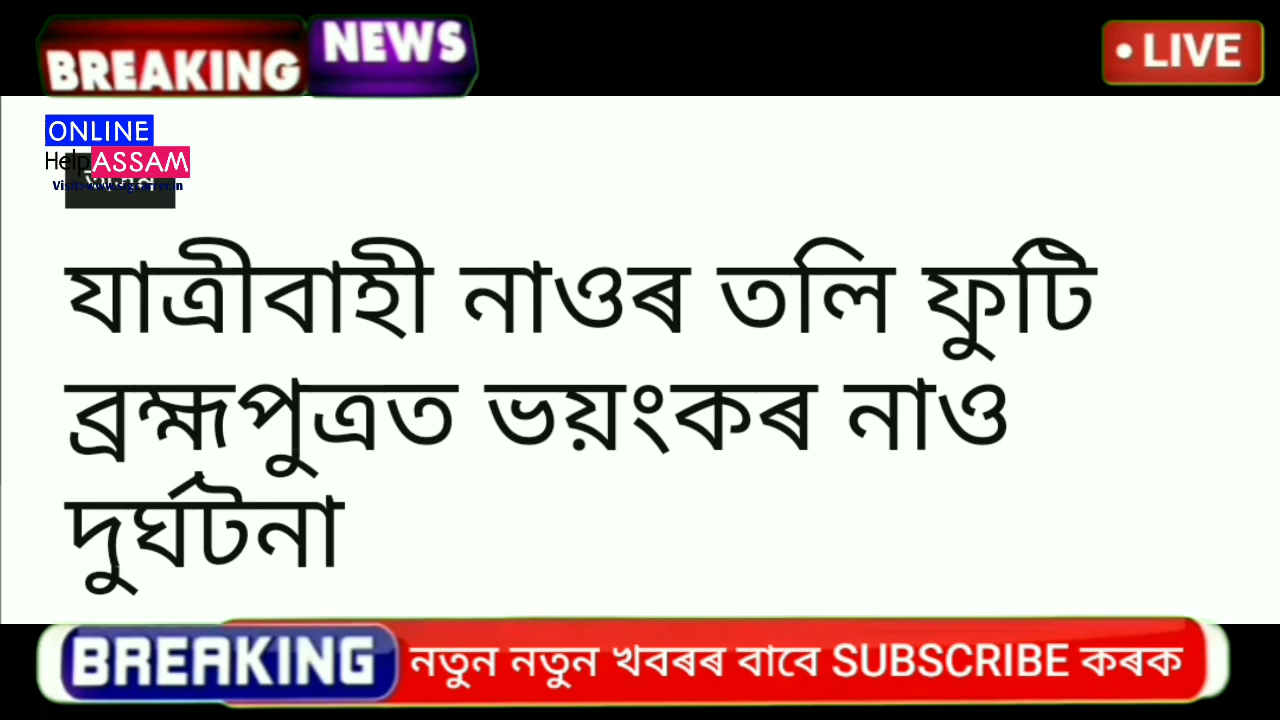 BREAKING NEWS
• LIVE
ONLINE
Help ASSAM
যাত্ৰীবাহী নাওৰ তলি ফুটি
ব্ৰহ্মপুত্ৰত ভয়ংকৰ নাও
দুৰ্ঘটনা
BREAKING নতুন নতুন খবৰৰ বাবে SUBSCRIBE কৰক